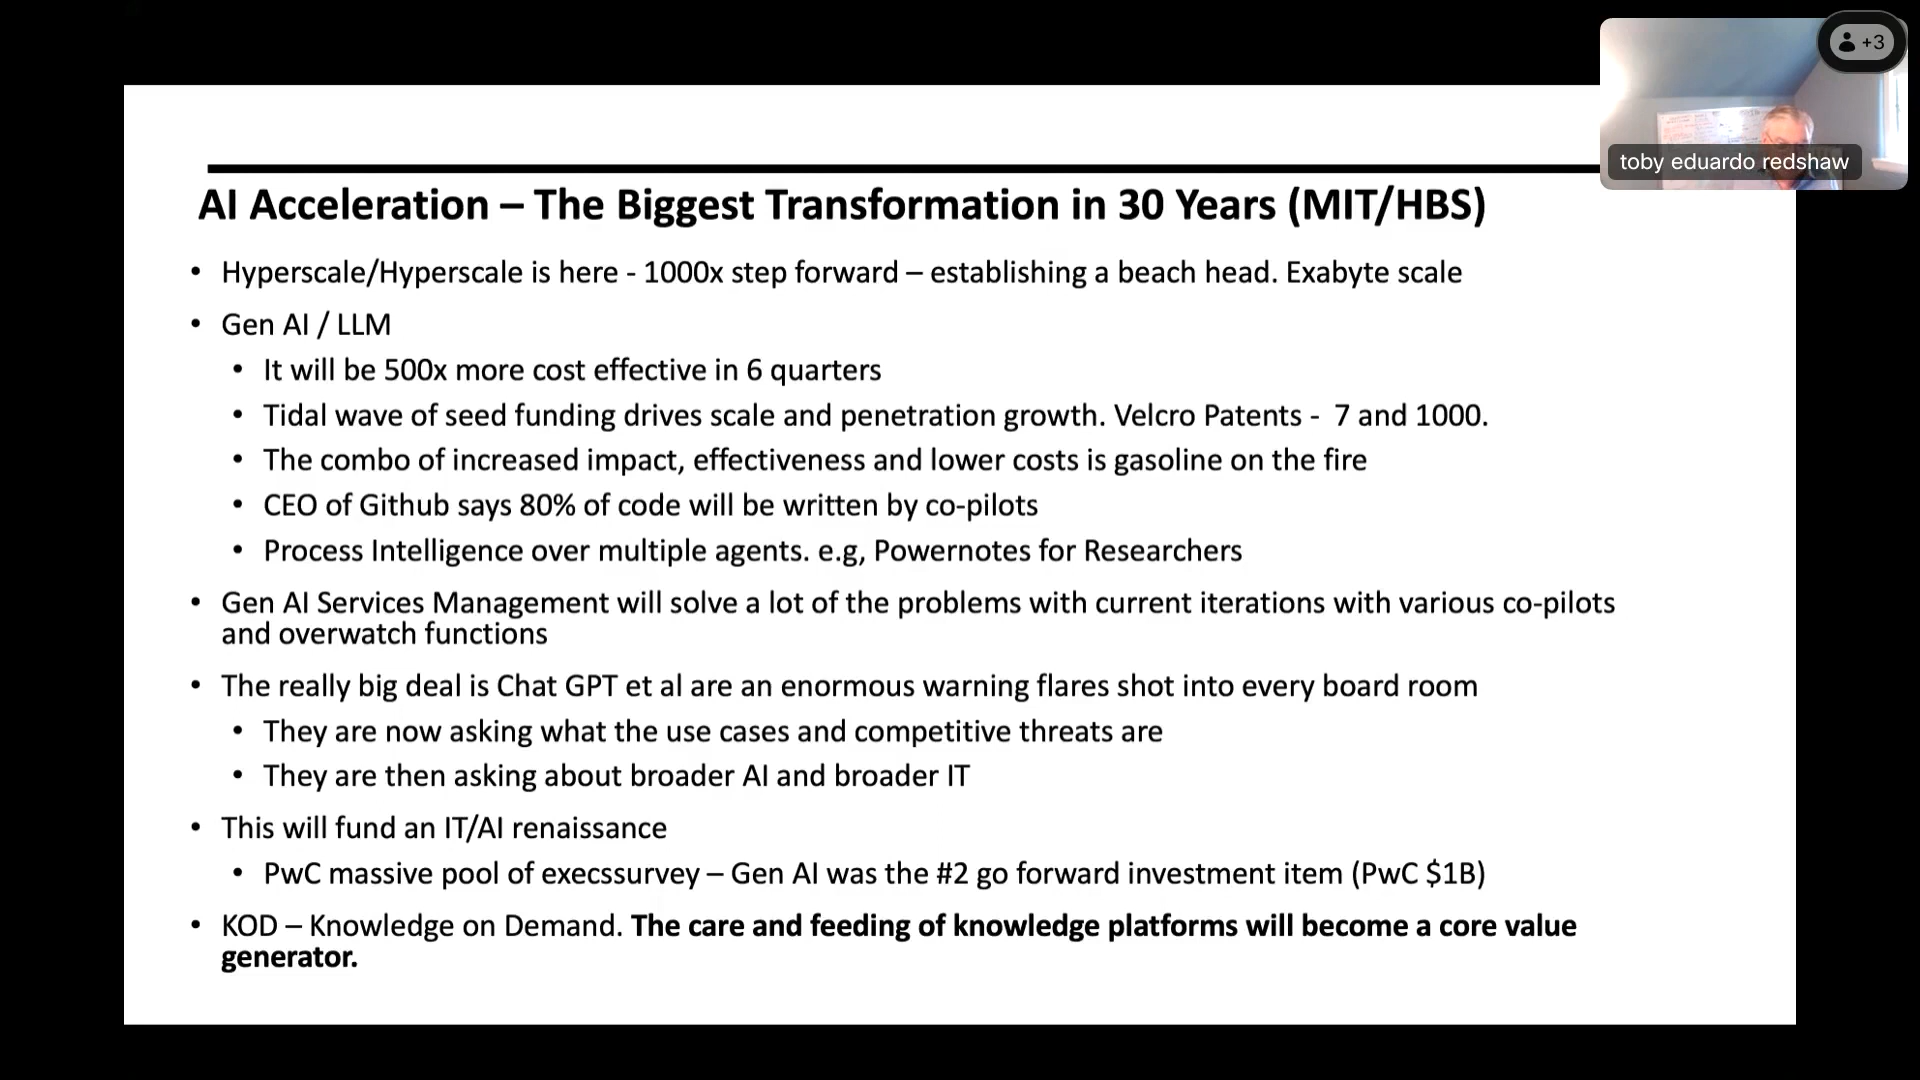 +3
toby eduardo redshaw
AI Acceleration – The Biggest Transformation in 30 Years (MIT/HBS)
• Hyperscale/Hyperscale is here - 1000x step forward – establishing a beach head. Exabyte scale
• Gen AI / LLM
• It will be 500x more cost effective in 6 quarters
• Tidal wave of seed funding drives scale and penetration growth. Velcro Patents - 7 and 1000.
• The combo of increased impact, effectiveness and lower costs is gasoline on the fire
• CEO of Github says 80% of code will be written by co-pilots
• Process Intelligence over multiple agents. e.g, Powernotes for Researchers
• Gen AI Services Management will solve a lot of the problems with current iterations with various co-pilots
and overwatch functions
• The really big deal is Chat GPT et al are an enormous warning flares shot into every board room
• They are now asking what the use cases and competitive threats are
• They are then asking about broader AI and broader IT
• This will fund an IT/AI renaissance
• PwC massive pool of execssurvey – Gen AI was the #2 go forward investment item (PwC $1B)
• KOD – Knowledge on Demand. The care and feeding of knowledge platforms will become a core value
generator.